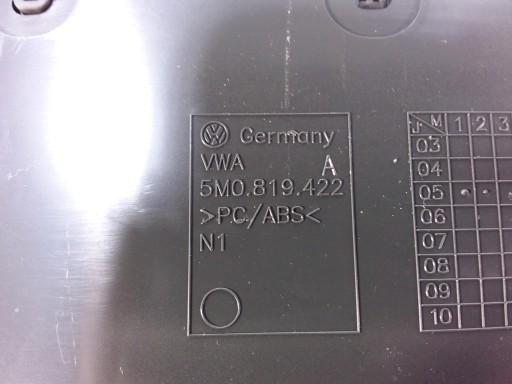 Germany
VWA A
5M0.819.422
>PC/ABS<
N1
J M 1 2 3
03
04
05
06
07
08
09
10